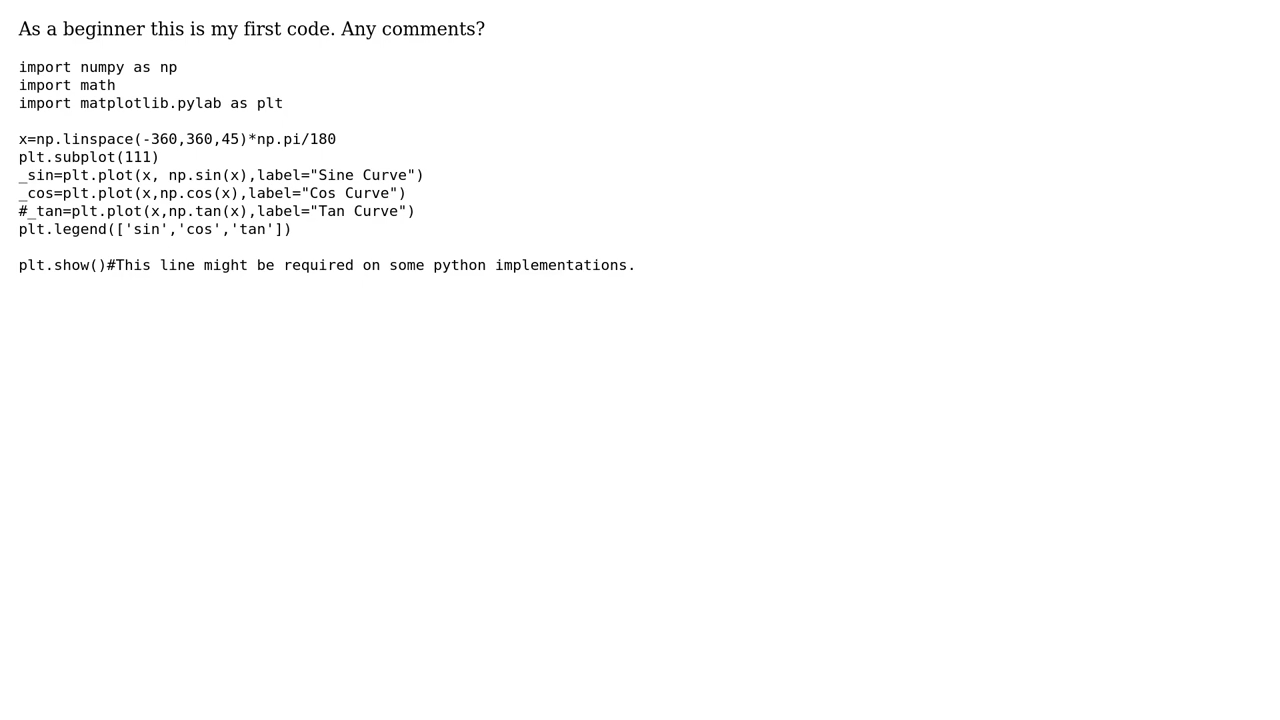 As a beginner this is my first code. Any comments?
import numpy as np
import math
import matplotlib.pylab as plt
x=np.linspace(-360,360,45)*np.pi/180
plt.subplot(111)
_sin=plt.plot(x, np.sin(x),label="Sine Curve")
_cos=plt.plot(x,np.cos(x),label="Cos Curve")
#_tan=plt.plot(x,np.tan(x),label="Tan Curve")
plt.legend(['sin','cos','tan'])
plt.show()#This line might be required on some python implementations.